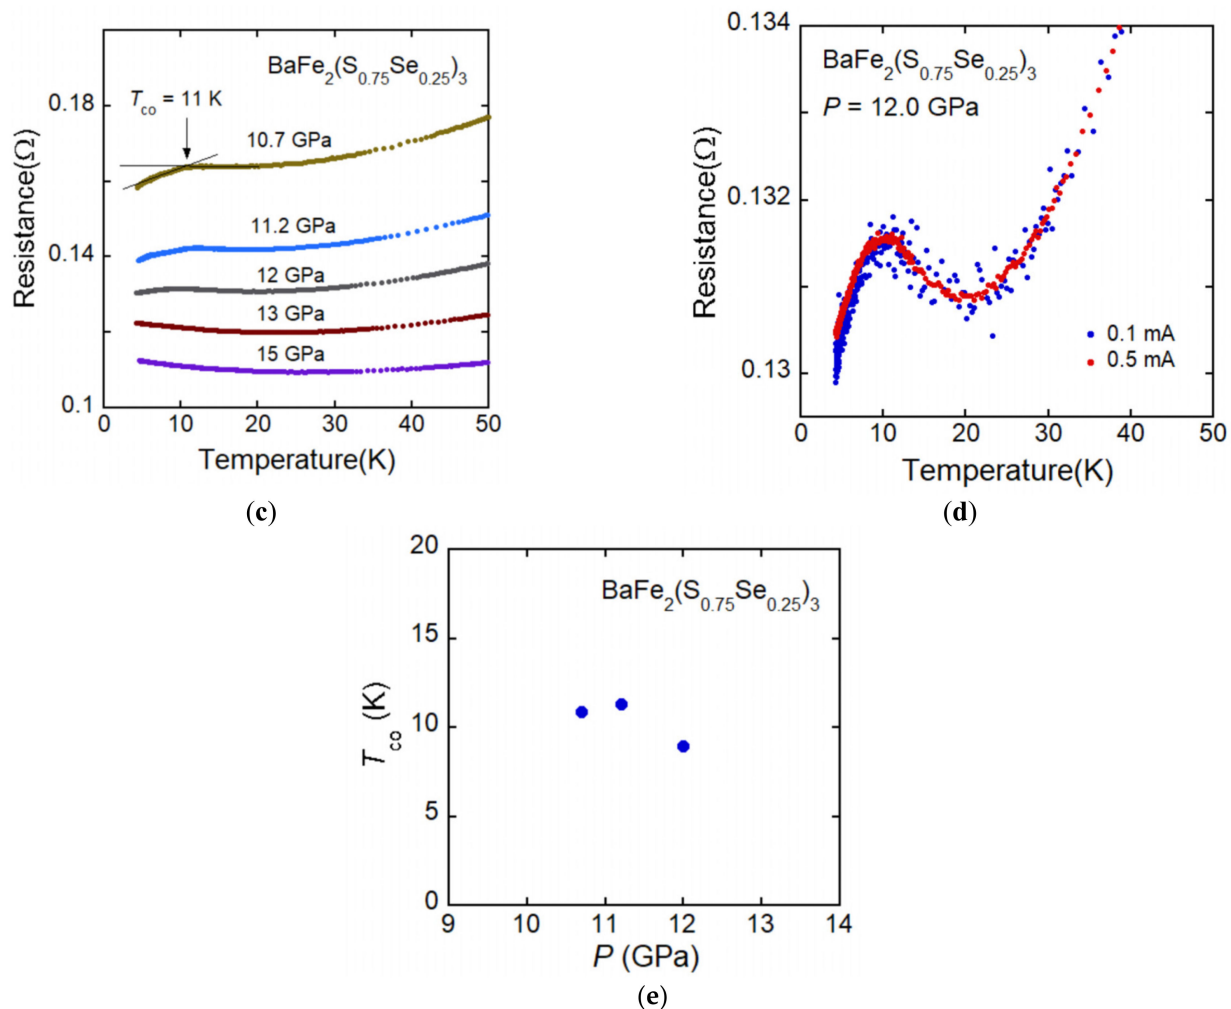 BaFe2(S0.75Se0.25)3
Tco = 11 K
0.18
10.7 GPa
11.2 GPa
0.14
12 GPa
13 GPa
15 GPa
0.1
0 10 20 30 40 50
Resistance(Ω)
Temperature(K)
(c)
0.134
BaFe2(S0.75Se0.25)3
P = 12.0 GPa
0.132
0.1 mA
0.5 mA
0.13
0 10 20 30 40 50
Resistance(Ω)
Temperature(K)
(d)
20
BaFe2(S0.75Se0.25)3
15
10
5
0
9 10 11 12 13 14
Tco (K)
P (GPa)
(e)